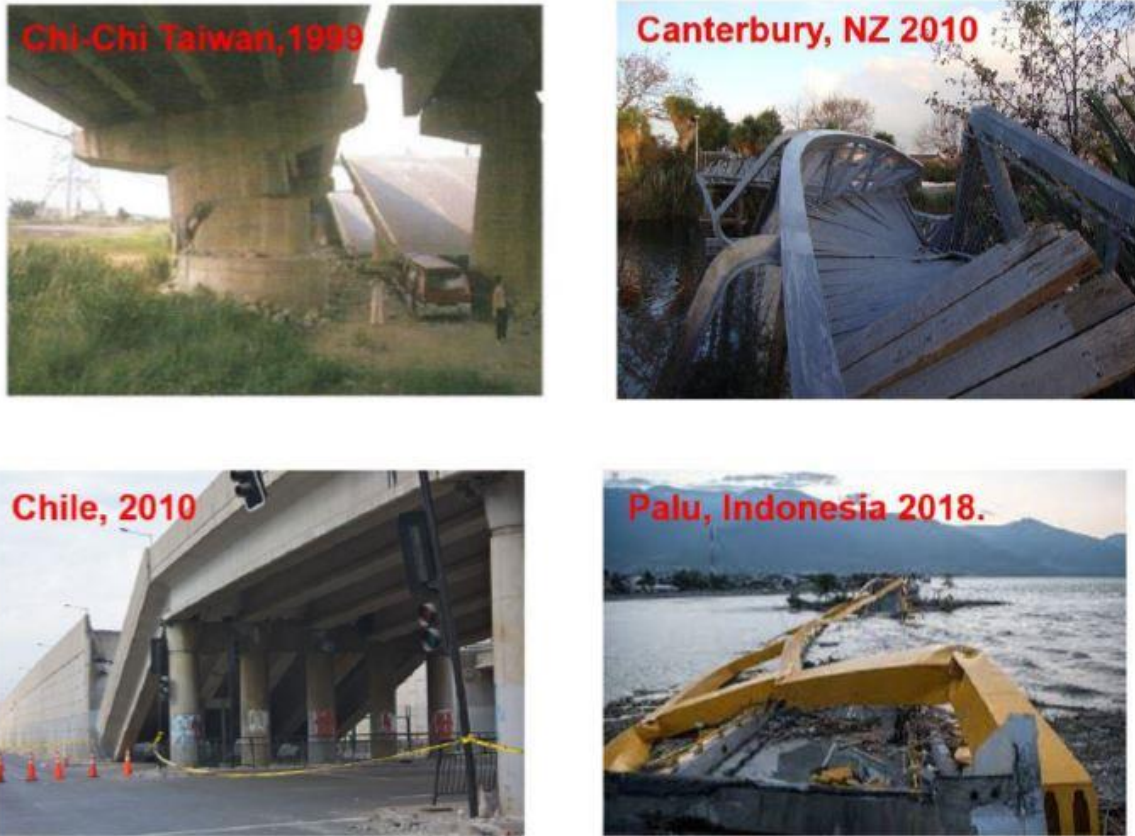 Chi-Chi Taiwan,1999
Canterbury, NZ 2010
Chile, 2010
Palu, Indonesia 2018.